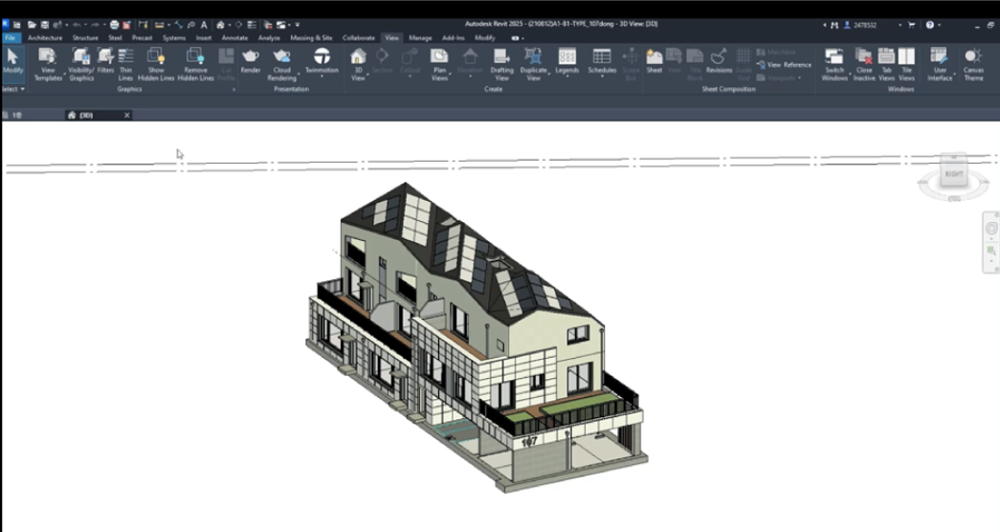 Autodesk Revit 2025 - (210812)A1-B1-TYPE_107dong - 3D View: {3D}
2478532
File Architecture Structure Steel Precast Systems Insert Annotate Analyze Massing & Site Collaborate View Manage Add-Ins Modify
Modify
View Templates
Visibility/ Graphics
Filters
Thin Lines
Show Hidden Lines
Remove Hidden Lines
Cut Profile
Render
Cloud Rendering
Twinmotion
3D View
Section
Callout
Plan Views
Elevation
Drafting View
Duplicate View
Legends
Schedules
Scope Box
Sheet
View
Title Block
Revisions
Guide Grid
Matchline
View Reference
Viewports
Switch Windows
Close Inactive
Tab Views
Tile Views
User Interface
Canvas Theme
Select
Graphics
Presentation
Create
Sheet Composition
Windows
{3D}
RIGHT
107